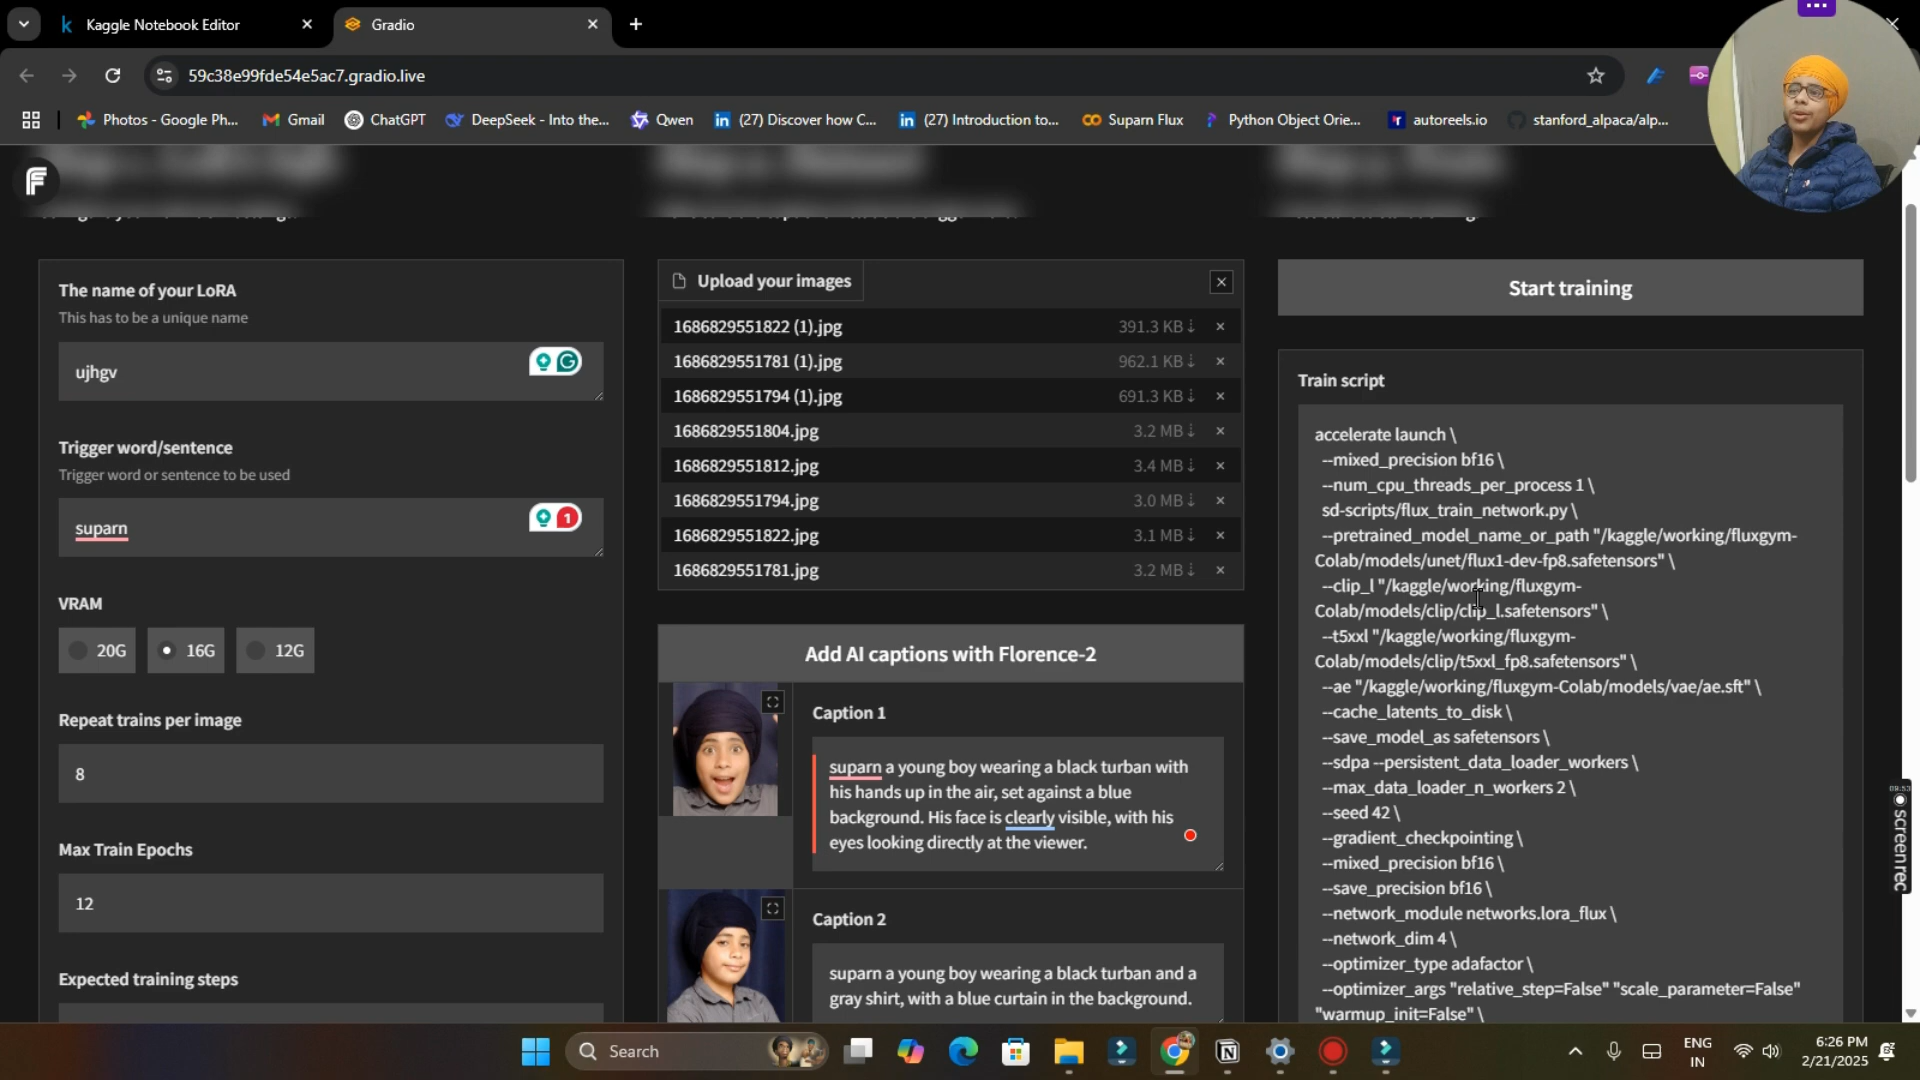 Kaggle Notebook Editor
Gradio
59c38e99fde54e5ac7.gradio.live
Photos - Google Ph...
Gmail
ChatGPT
DeepSeek - Into the...
Qwen
(27) Discover how C...
(27) Introduction to...
Suparn Flux
Python Object Orie...
autoreels.io
stanford_alpaca/alp...
The name of your LoRA
This has to be a unique name
ujhgv
Trigger word/sentence
Trigger word or sentence to be used
suparn
1
VRAM
20G
16G
12G
Repeat trains per image
8
Max Train Epochs
12
Expected training steps
Upload your images
1686829551822 (1).jpg 391.3 KB⇣
1686829551781 (1).jpg 962.1 KB⇣
1686829551794 (1).jpg 691.3 KB⇣
1686829551804.jpg 3.2 MB⇣
1686829551812.jpg 3.4 MB⇣
1686829551794.jpg 3.0 MB⇣
1686829551822.jpg 3.1 MB⇣
1686829551781.jpg 3.2 MB⇣
Add AI captions with Florence-2
Caption 1
suparn a young boy wearing a black turban with
his hands up in the air, set against a blue
background. His face is clearly visible, with his
eyes looking directly at the viewer.
Caption 2
suparn a young boy wearing a black turban and a
gray shirt, with a blue curtain in the background.
Start training
Train script
accelerate launch \
--mixed_precision bf16 \
--num_cpu_threads_per_process 1 \
sd-scripts/flux_train_network.py \
--pretrained_model_name_or_path "/kaggle/working/fluxgym-
Colab/models/unet/flux1-dev-fp8.safetensors" \
--clip_l "/kaggle/working/fluxgym-
Colab/models/clip/clip_l.safetensors" \
--t5xxl "/kaggle/working/fluxgym-
Colab/models/clip/t5xxl_fp8.safetensors" \
--ae "/kaggle/working/fluxgym-Colab/models/vae/ae.sft" \
--cache_latents_to_disk \
--save_model_as safetensors \
--sdpa --persistent_data_loader_workers \
--max_data_loader_n_workers 2 \
--seed 42 \
--gradient_checkpointing \
--mixed_precision bf16 \
--save_precision bf16 \
--network_module networks.lora_flux \
--network_dim 4 \
--optimizer_type adafactor \
--optimizer_args "relative_step=False" "scale_parameter=False"
"warmup_init=False" \
09:53
screenrec
Search
ENG
IN
6:26 PM
2/21/2025